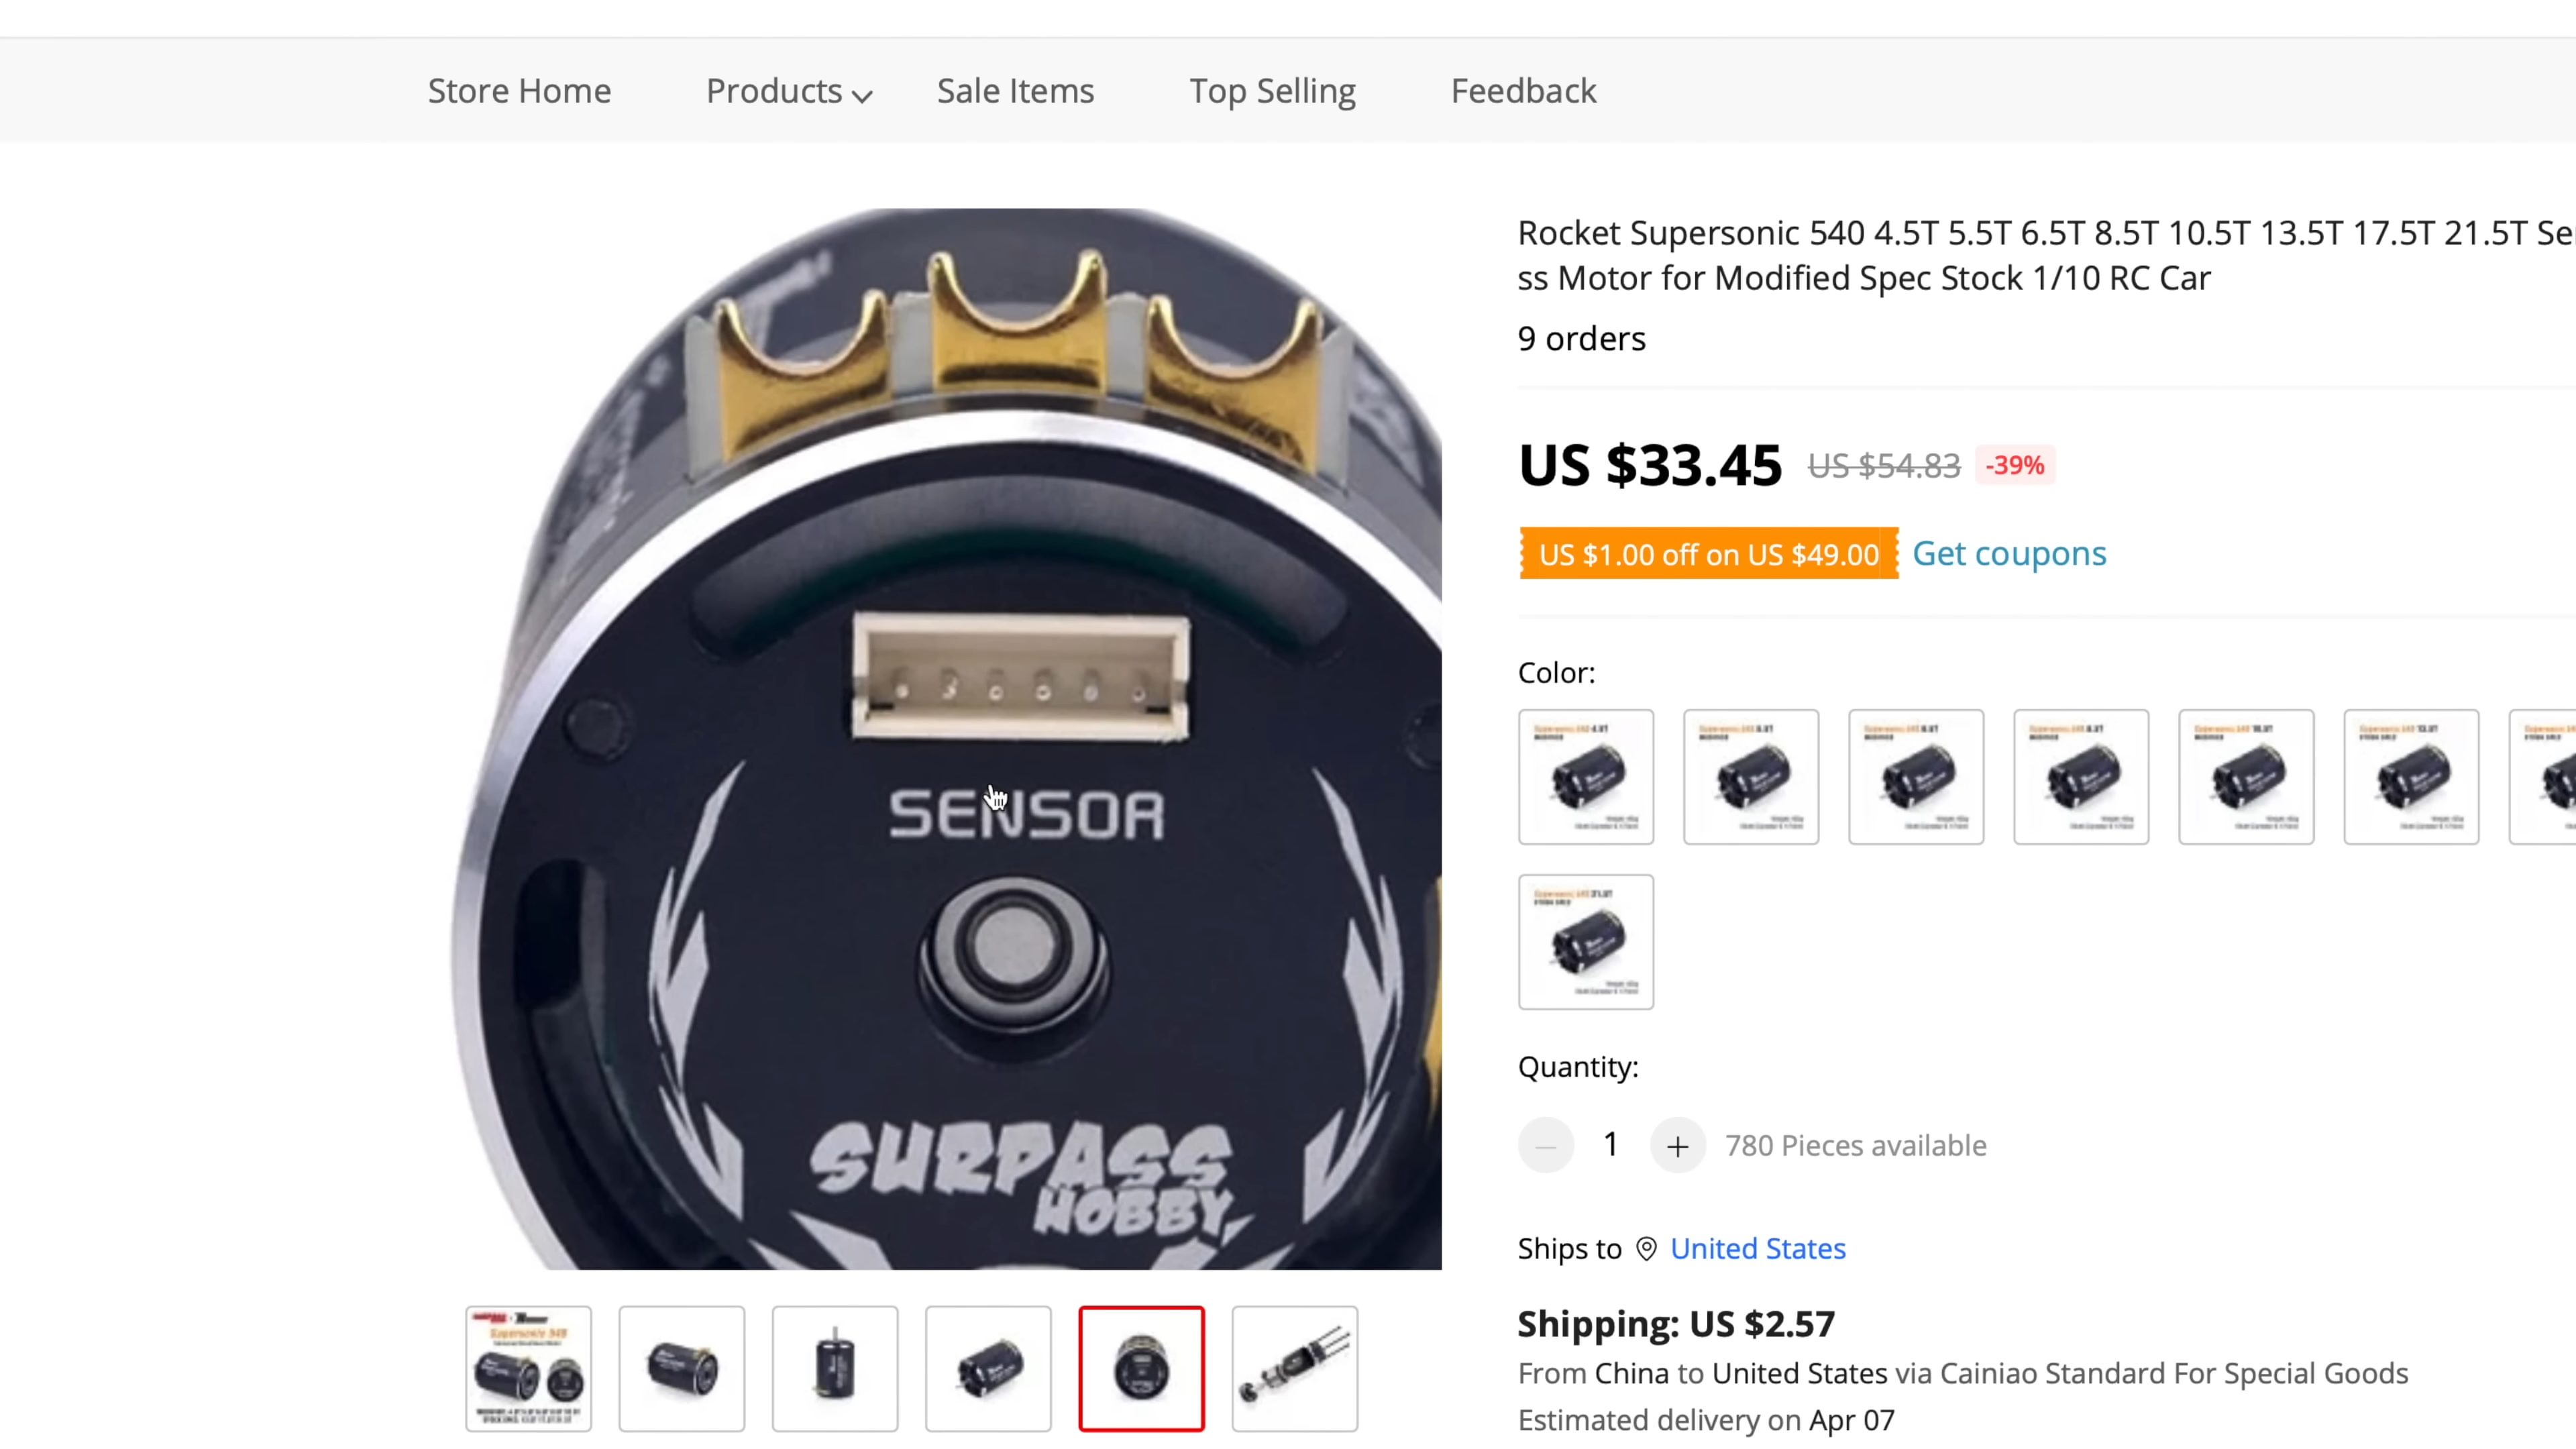 Store Home Products Sale Items Top Selling Feedback
Rocket Supersonic 540 4.5T 5.5T 6.5T 8.5T 10.5T 13.5T 17.5T 21.5T Se
ss Motor for Modified Spec Stock 1/10 RC Car
9 orders
US $33.45 US $54.83 -39%
US $1.00 off on US $49.00 Get coupons
Color:
Quantity:
1 780 Pieces available
Ships to United States
Shipping: US $2.57
From China to United States via Cainiao Standard For Special Goods
Estimated delivery on Apr 07
SENSOR
SURPASS
HOBBY